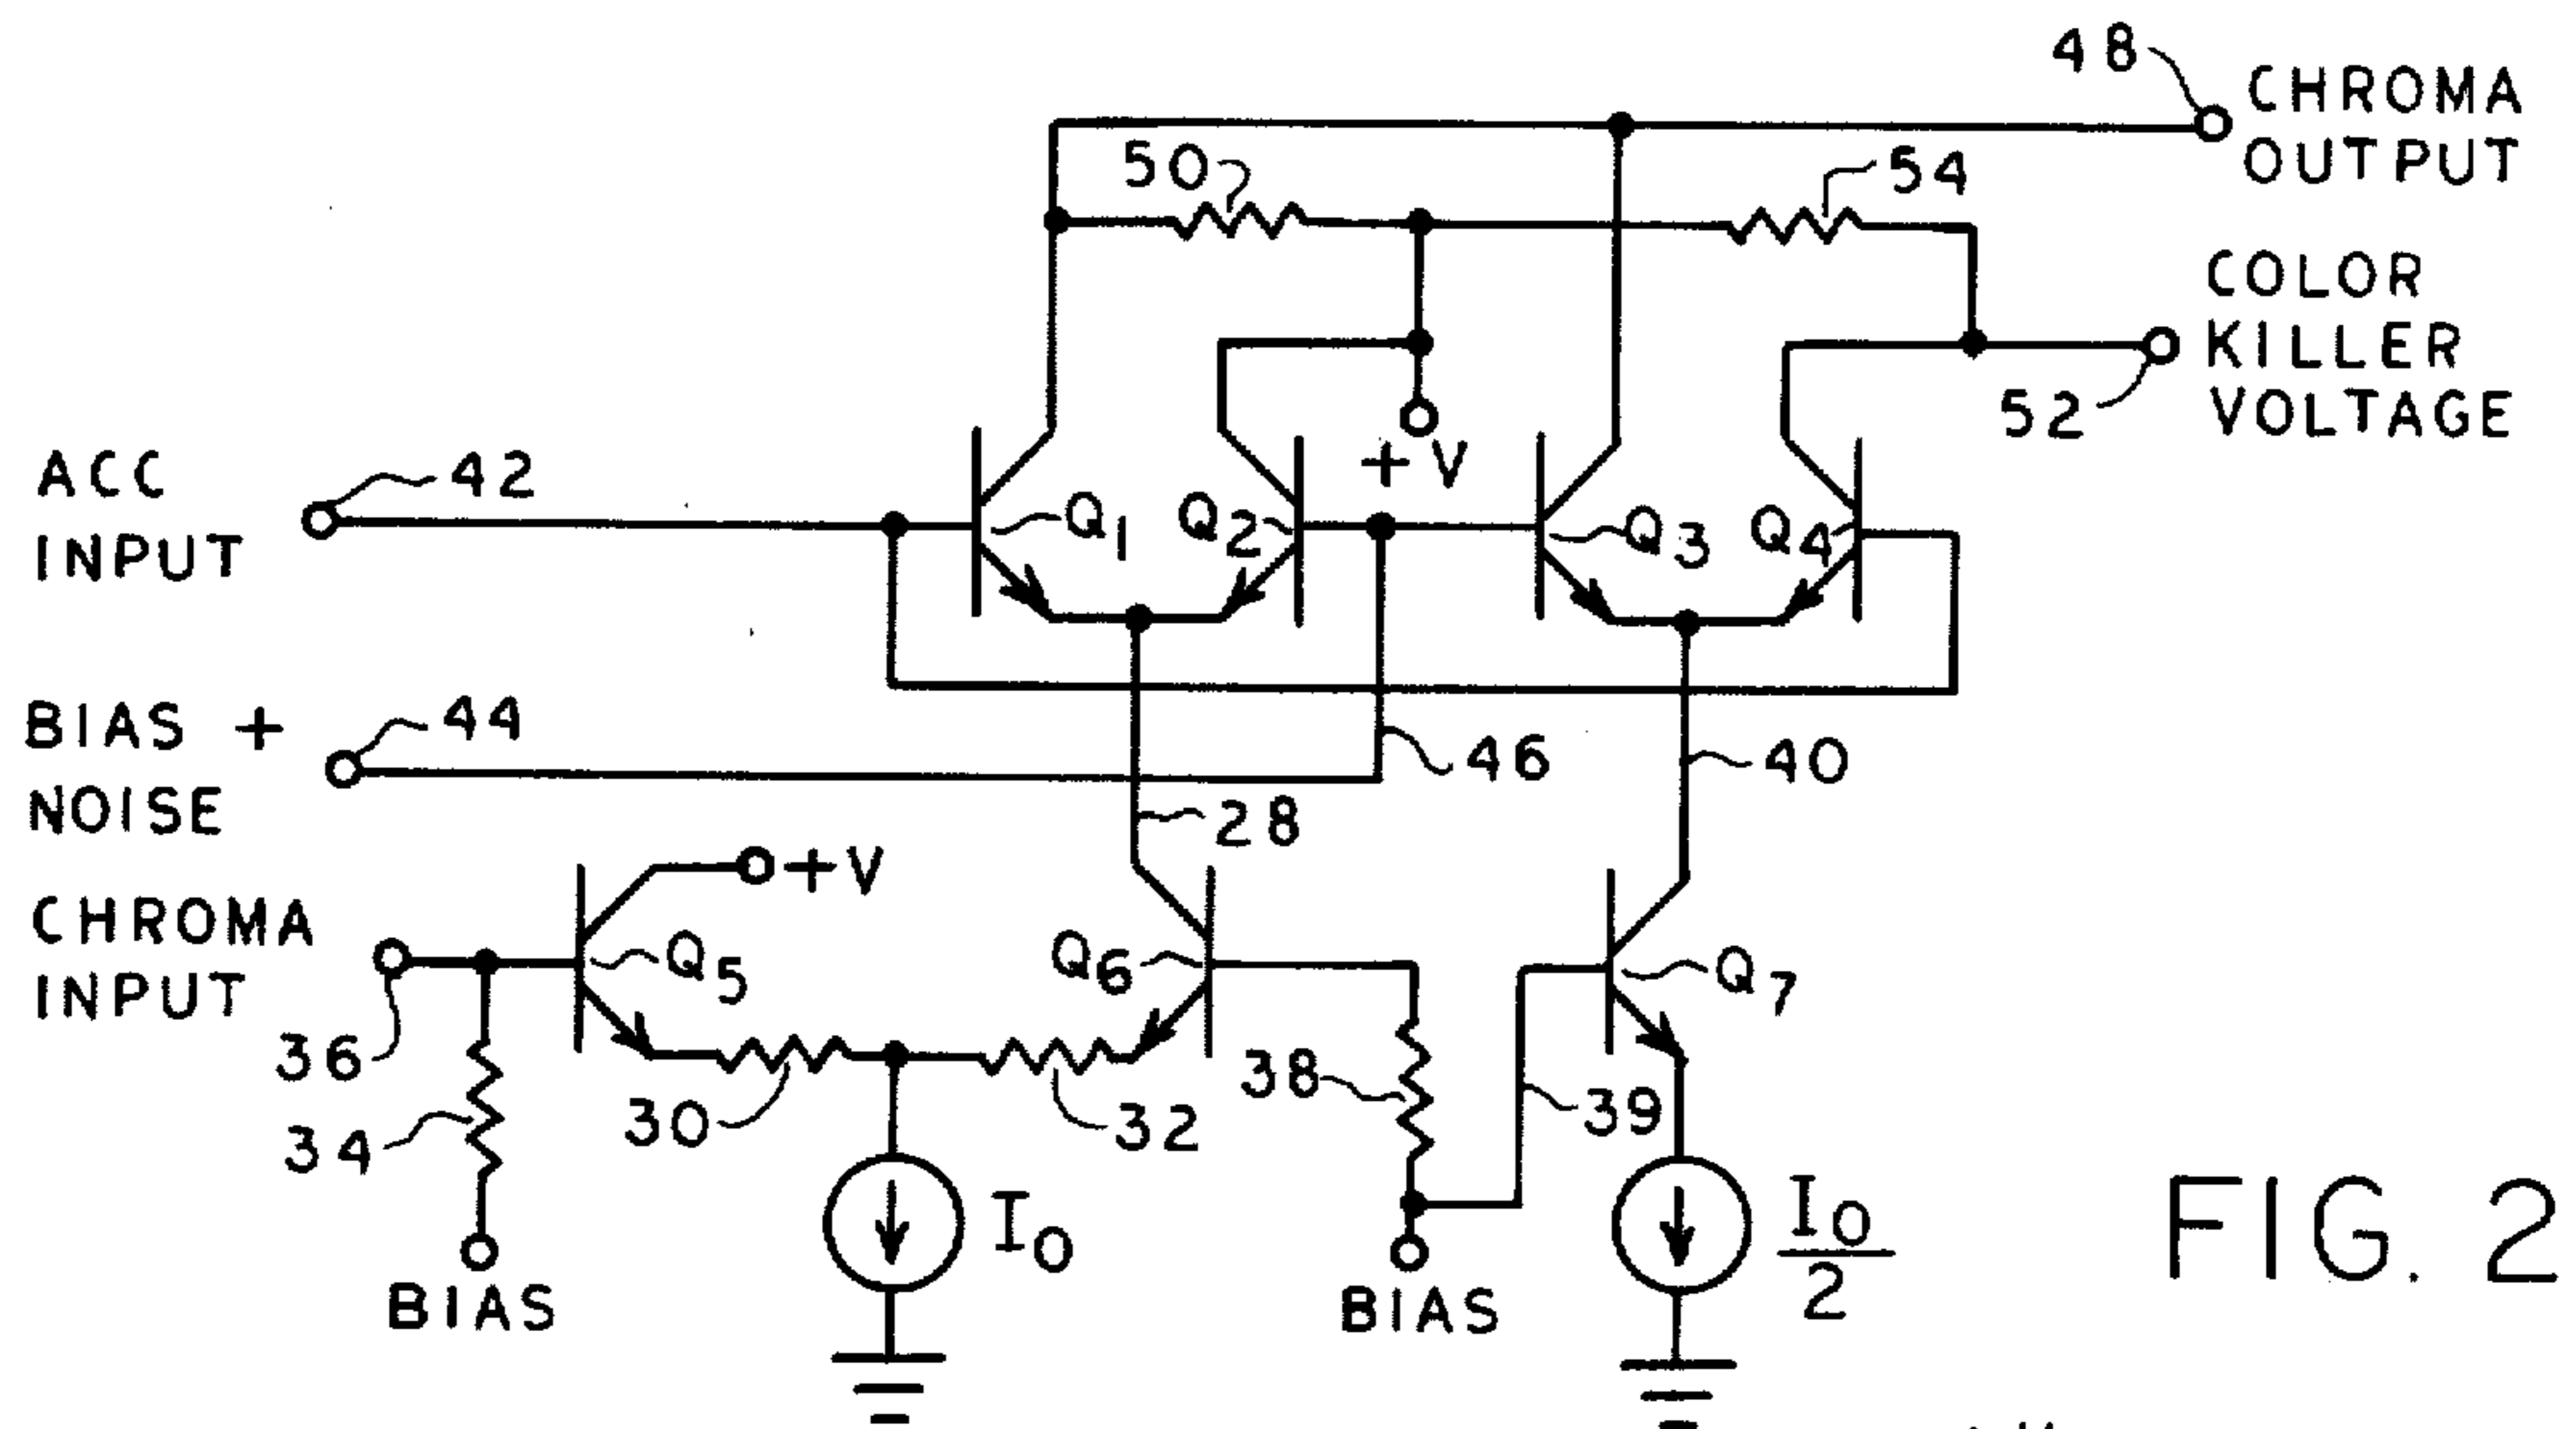 48
CHROMA
OUTPUT
50
54
COLOR
KILLER
VOLTAGE
52
+V
ACC
INPUT
42
Q1
Q2
Q3
Q4
BIAS +
NOISE
44
46
40
28
+V
CHROMA
INPUT
36
Q5
Q6
Q7
34
30
32
38
39
IO
IO
2
BIAS
BIAS
FIG. 2